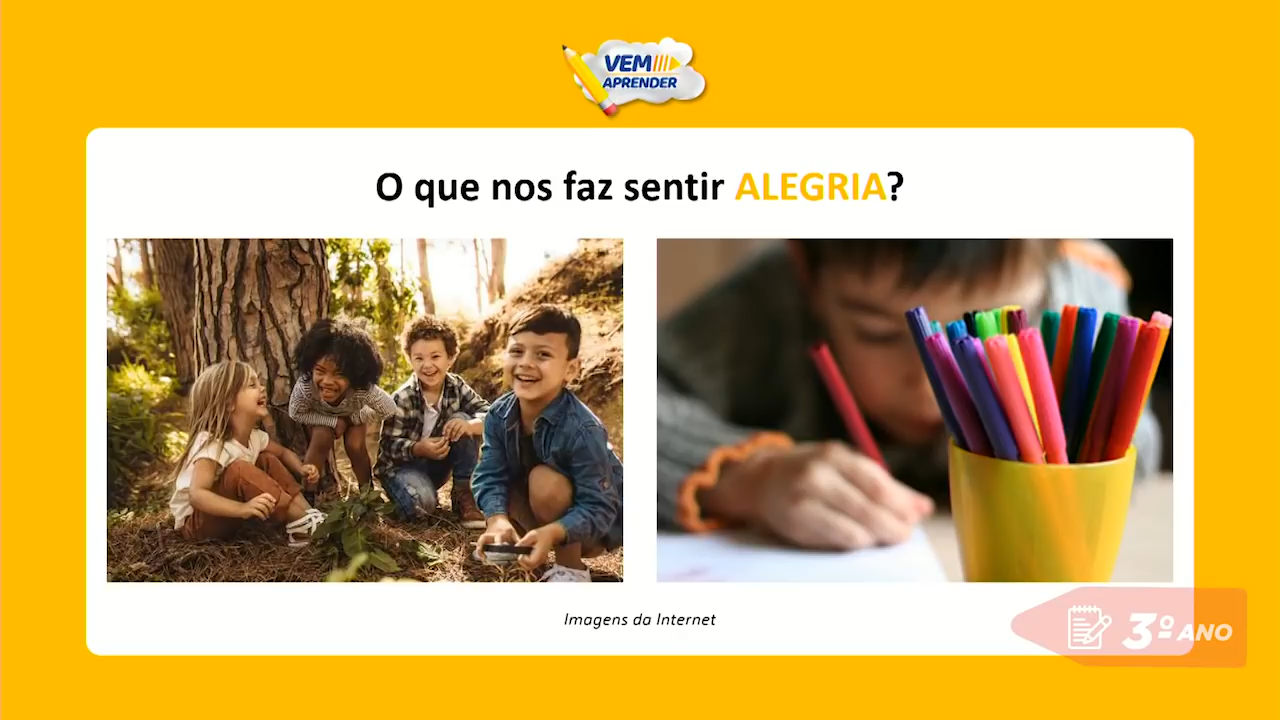 VEM
APRENDER
O que nos faz sentir ALEGRIA?
Imagens da Internet
3º ANO